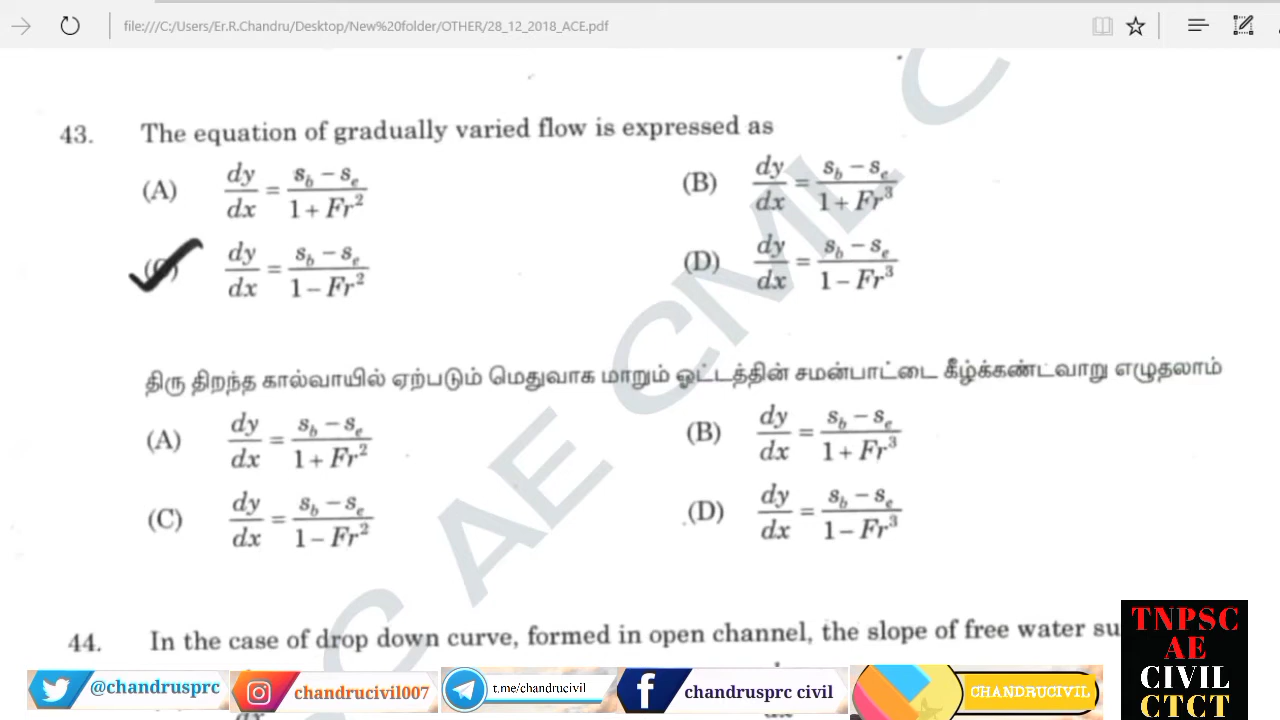 file:///C:/Users/Er.R.Chandru/Desktop/New%20folder/OTHER/28_12_2018_ACE.pdf
43. The equation of gradually varied flow is expressed as
(A) dy/dx = (s_b − s_e)/(1 + Fr²) (B) dy/dx = (s_b − s_e)/(1 + Fr³)
(C) dy/dx = (s_b − s_e)/(1 − Fr²) (D) dy/dx = (s_b − s_e)/(1 − Fr³)
திரு திறந்த கால்வாயில் ஏற்படும் மெதுவாக மாறும் ஓட்டத்தின் சமன்பாட்டை கீழ்க்கண்டவாறு எழுதலாம்
(A) dy/dx = (s_b − s_e)/(1 + Fr²) (B) dy/dx = (s_b − s_e)/(1 + Fr³)
(C) dy/dx = (s_b − s_e)/(1 − Fr²) (D) dy/dx = (s_b − s_e)/(1 − Fr³)
44. In the case of drop down curve, formed in open channel, the slope of free water su
AE CIVIL C
TNPSC
AE
CIVIL
CTCT
@chandrusprc
chandrucivil007
t.me/chandrucivil
chandrusprc civil
CHANDRUCIVIL